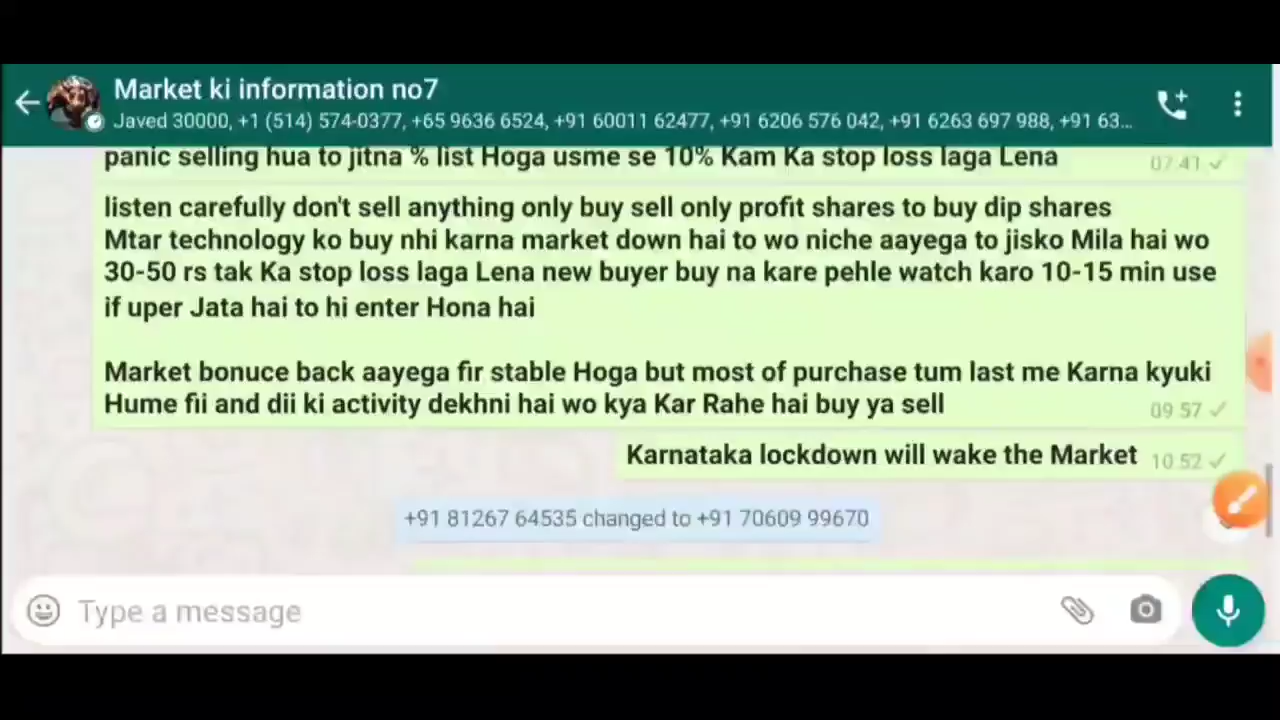 Market ki information no7
Javed 30000, +1 (514) 574-0377, +65 9636 6524, +91 60011 62477, +91 6206 576 042, +91 6263 697 988, +91 63...
panic selling hua to jitna % list Hoga usme se 10% Kam Ka stop loss laga Lena
07:41
listen carefully don't sell anything only buy sell only profit shares to buy dip shares
Mtar technology ko buy nhi karna market down hai to wo niche aayega to jisko Mila hai wo
30-50 rs tak Ka stop loss laga Lena new buyer buy na kare pehle watch karo 10-15 min use
if uper Jata hai to hi enter Hona hai
Market bonuce back aayega fir stable Hoga but most of purchase tum last me Karna kyuki
Hume fii and dii ki activity dekhni hai wo kya Kar Rahe hai buy ya sell
09:57
Karnataka lockdown will wake the Market
10:52
+91 81267 64535 changed to +91 70609 99670
Type a message